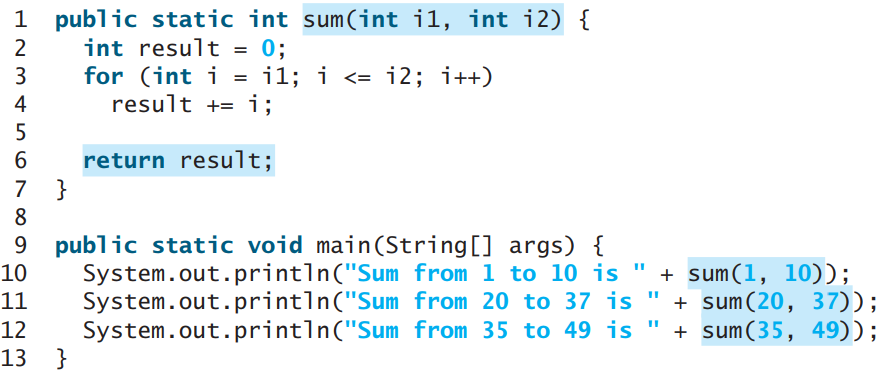 1 public static int sum(int i1, int i2) {
2   int result = 0;
3   for (int i = i1; i <= i2; i++)
4     result += i;
5
6   return result;
7 }
8
9 public static void main(String[] args) {
10   System.out.println("Sum from 1 to 10 is " + sum(1, 10));
11   System.out.println("Sum from 20 to 37 is " + sum(20, 37));
12   System.out.println("Sum from 35 to 49 is " + sum(35, 49));
13 }